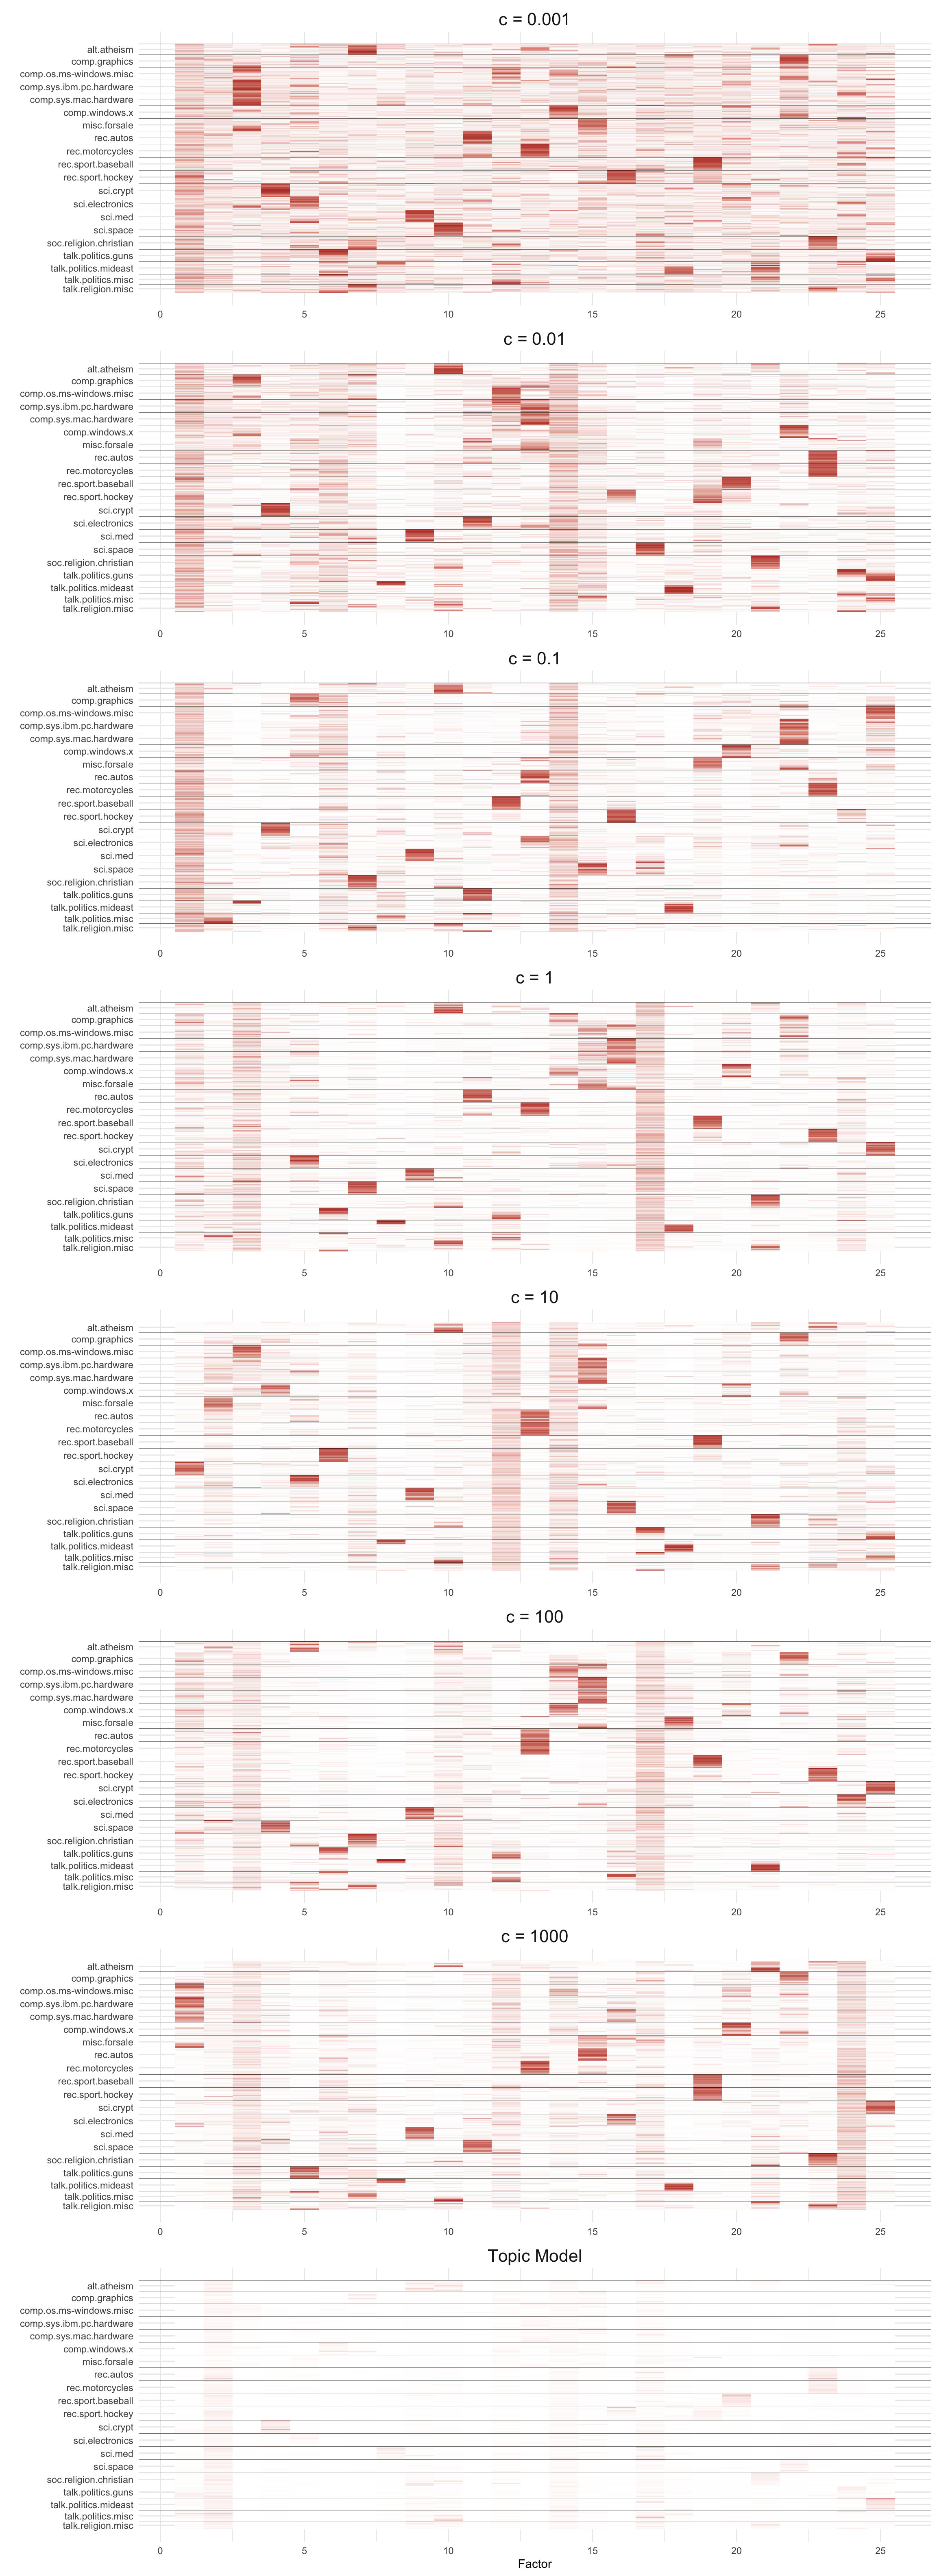 c = 0.001
alt.atheism
comp.graphics
comp.os.ms-windows.misc
comp.sys.ibm.pc.hardware
comp.sys.mac.hardware
comp.windows.x
misc.forsale
rec.autos
rec.motorcycles
rec.sport.baseball
rec.sport.hockey
sci.crypt
sci.electronics
sci.med
sci.space
soc.religion.christian
talk.politics.guns
talk.politics.mideast
talk.politics.misc
talk.religion.misc
0 5 10 15 20 25
c = 0.01
alt.atheism
comp.graphics
comp.os.ms-windows.misc
comp.sys.ibm.pc.hardware
comp.sys.mac.hardware
comp.windows.x
misc.forsale
rec.autos
rec.motorcycles
rec.sport.baseball
rec.sport.hockey
sci.crypt
sci.electronics
sci.med
sci.space
soc.religion.christian
talk.politics.guns
talk.politics.mideast
talk.politics.misc
talk.religion.misc
0 5 10 15 20 25
c = 0.1
alt.atheism
comp.graphics
comp.os.ms-windows.misc
comp.sys.ibm.pc.hardware
comp.sys.mac.hardware
comp.windows.x
misc.forsale
rec.autos
rec.motorcycles
rec.sport.baseball
rec.sport.hockey
sci.crypt
sci.electronics
sci.med
sci.space
soc.religion.christian
talk.politics.guns
talk.politics.mideast
talk.politics.misc
talk.religion.misc
0 5 10 15 20 25
c = 1
alt.atheism
comp.graphics
comp.os.ms-windows.misc
comp.sys.ibm.pc.hardware
comp.sys.mac.hardware
comp.windows.x
misc.forsale
rec.autos
rec.motorcycles
rec.sport.baseball
rec.sport.hockey
sci.crypt
sci.electronics
sci.med
sci.space
soc.religion.christian
talk.politics.guns
talk.politics.mideast
talk.politics.misc
talk.religion.misc
0 5 10 15 20 25
c = 10
alt.atheism
comp.graphics
comp.os.ms-windows.misc
comp.sys.ibm.pc.hardware
comp.sys.mac.hardware
comp.windows.x
misc.forsale
rec.autos
rec.motorcycles
rec.sport.baseball
rec.sport.hockey
sci.crypt
sci.electronics
sci.med
sci.space
soc.religion.christian
talk.politics.guns
talk.politics.mideast
talk.politics.misc
talk.religion.misc
0 5 10 15 20 25
c = 100
alt.atheism
comp.graphics
comp.os.ms-windows.misc
comp.sys.ibm.pc.hardware
comp.sys.mac.hardware
comp.windows.x
misc.forsale
rec.autos
rec.motorcycles
rec.sport.baseball
rec.sport.hockey
sci.crypt
sci.electronics
sci.med
sci.space
soc.religion.christian
talk.politics.guns
talk.politics.mideast
talk.politics.misc
talk.religion.misc
0 5 10 15 20 25
c = 1000
alt.atheism
comp.graphics
comp.os.ms-windows.misc
comp.sys.ibm.pc.hardware
comp.sys.mac.hardware
comp.windows.x
misc.forsale
rec.autos
rec.motorcycles
rec.sport.baseball
rec.sport.hockey
sci.crypt
sci.electronics
sci.med
sci.space
soc.religion.christian
talk.politics.guns
talk.politics.mideast
talk.politics.misc
talk.religion.misc
0 5 10 15 20 25
Topic Model
alt.atheism
comp.graphics
comp.os.ms-windows.misc
comp.sys.ibm.pc.hardware
comp.sys.mac.hardware
comp.windows.x
misc.forsale
rec.autos
rec.motorcycles
rec.sport.baseball
rec.sport.hockey
sci.crypt
sci.electronics
sci.med
sci.space
soc.religion.christian
talk.politics.guns
talk.politics.mideast
talk.politics.misc
talk.religion.misc
0 5 10 15 20 25
Factor